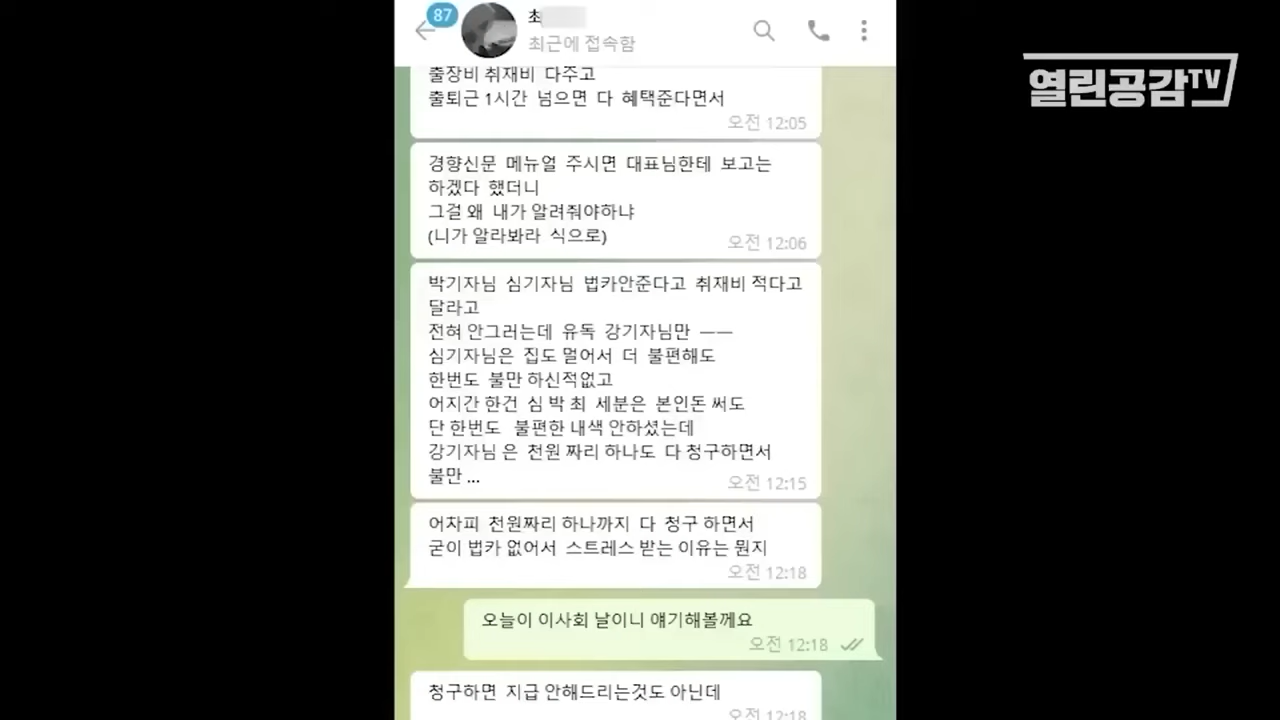 87
최
최근에 접속함
열린공감TV
출장비 취재비 다주고
출퇴근 1시간 넘으면 다 혜택준다면서
오전 12:05
경향신문 메뉴얼 주시면 대표님한테 보고는
하겠다 했더니
그걸 왜 내가 알려줘야하냐
(니가 알라봐라 식으로)
오전 12:06
박기자님 심기자님 법카안준다고 취재비 적다고
달라고
전혀 안그러는데 유독 강기자님만 ㅡㅡ
심기자님은 집도 멀어서 더 불편해도
한번도 불만 하신적없고
어지간 한건 심 박 최 세분은 본인돈 써도
단 한번도 불편한 내색 안하셨는데
강기자님 은 천원 짜리 하나도 다 청구하면서
불만 ...
오전 12:15
어차피 천원짜리 하나까지 다 청구 하면서
굳이 법카 없어서 스트레스 받는 이유는 뭔지
오전 12:18
오늘이 이사회 날이니 얘기해볼께요
오전 12:18
청구하면 지급 안해드리는것도 아닌데
오전 12:18